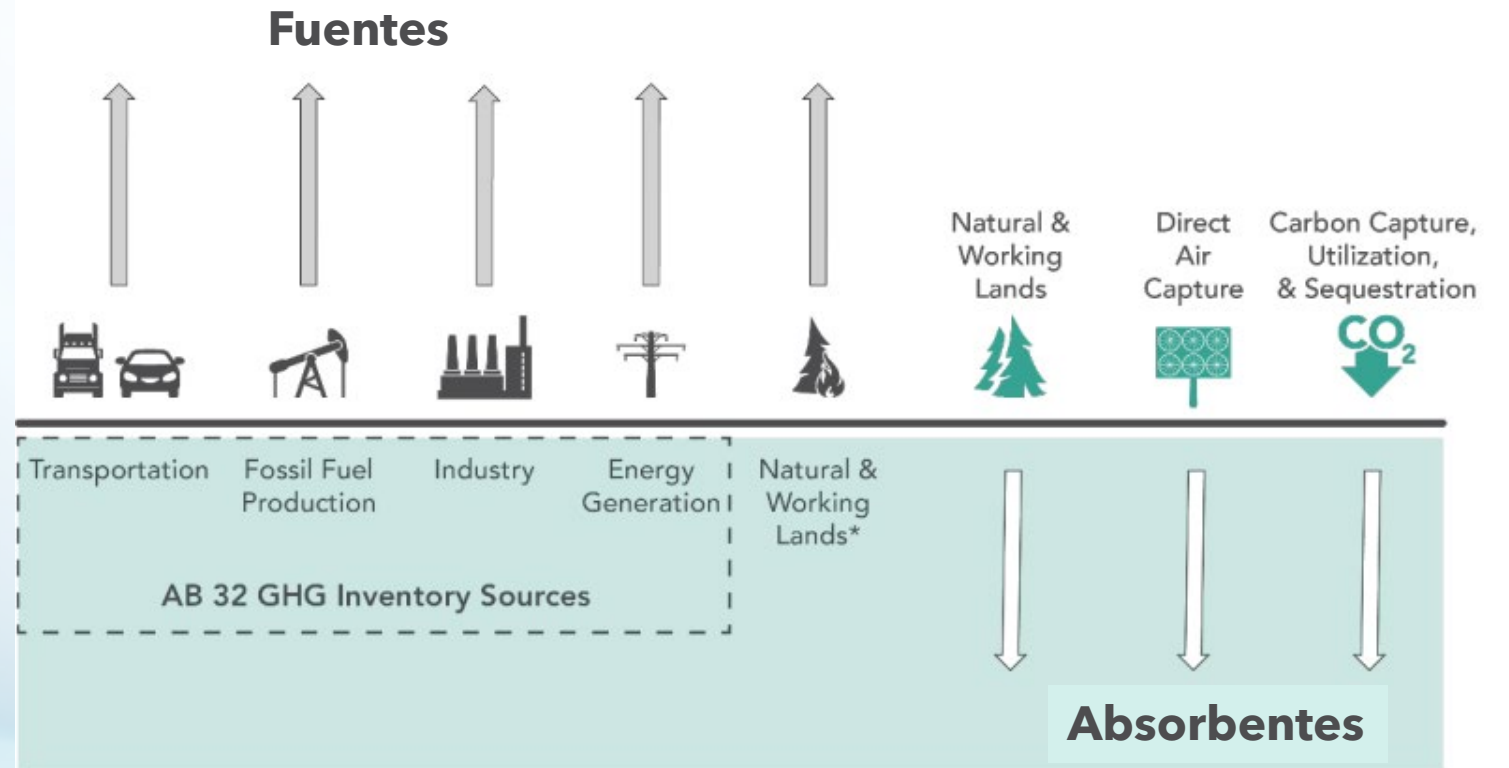 Fuentes
Natural &
Working
Lands
Direct
Air
Capture
Carbon Capture,
Utilization,
& Sequestration
CO2
Transportation
Fossil Fuel
Production
Industry
Energy
Generation
Natural &
Working
Lands*
AB 32 GHG Inventory Sources
Absorbentes